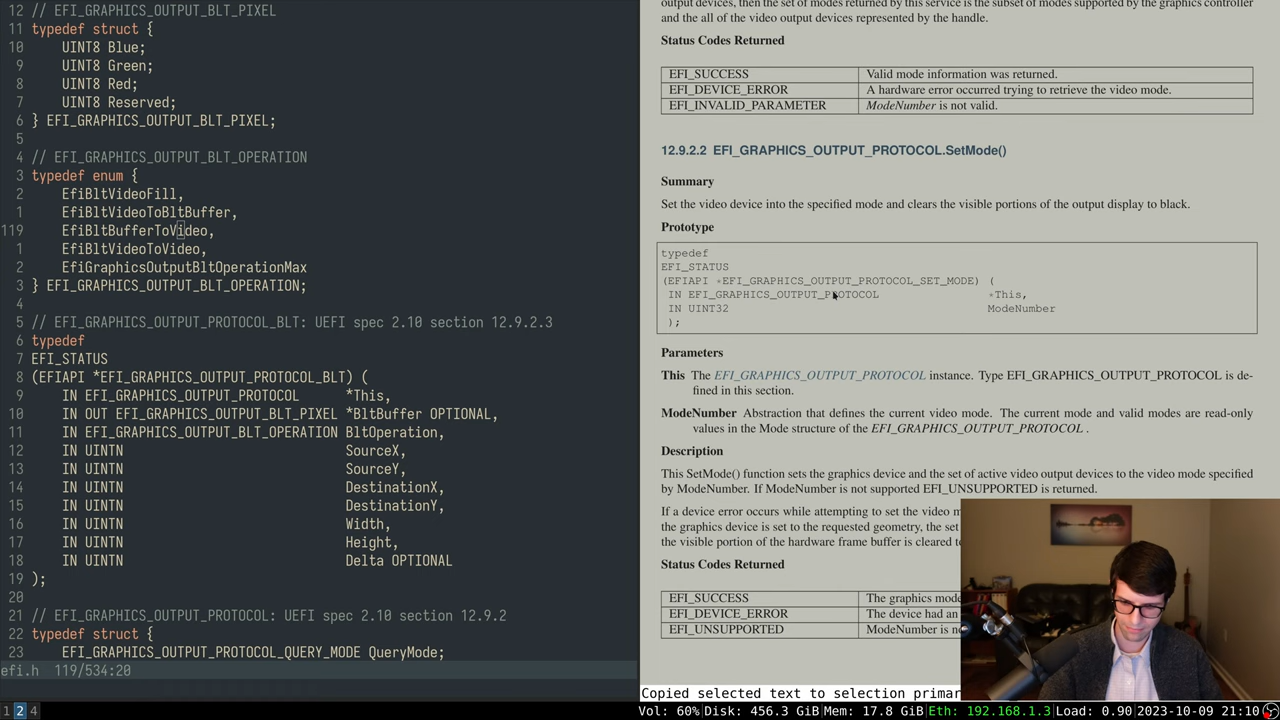 12 // EFI_GRAPHICS_OUTPUT_BLT_PIXEL
11 typedef struct {
10     UINT8 Blue;
9     UINT8 Green;
8     UINT8 Red;
7     UINT8 Reserved;
6 } EFI_GRAPHICS_OUTPUT_BLT_PIXEL;
5
4 // EFI_GRAPHICS_OUTPUT_BLT_OPERATION
3 typedef enum {
2     EfiBltVideoFill,
1     EfiBltVideoToBltBuffer,
119     EfiBltBufferToVideo,
1     EfiBltVideoToVideo,
2     EfiGraphicsOutputBltOperationMax
3 } EFI_GRAPHICS_OUTPUT_BLT_OPERATION;
4
5 // EFI_GRAPHICS_OUTPUT_PROTOCOL_BLT: UEFI spec 2.10 section 12.9.2.3
6 typedef
7 EFI_STATUS
8 (EFIAPI *EFI_GRAPHICS_OUTPUT_PROTOCOL_BLT) (
9     IN EFI_GRAPHICS_OUTPUT_PROTOCOL      *This,
10     IN OUT EFI_GRAPHICS_OUTPUT_BLT_PIXEL *BltBuffer OPTIONAL,
11     IN EFI_GRAPHICS_OUTPUT_BLT_OPERATION BltOperation,
12     IN UINTN                             SourceX,
13     IN UINTN                             SourceY,
14     IN UINTN                             DestinationX,
15     IN UINTN                             DestinationY,
16     IN UINTN                             Width,
17     IN UINTN                             Height,
18     IN UINTN                             Delta OPTIONAL
19 );
20
21 // EFI_GRAPHICS_OUTPUT_PROTOCOL: UEFI spec 2.10 section 12.9.2
22 typedef struct {
23     EFI_GRAPHICS_OUTPUT_PROTOCOL_QUERY_MODE QueryMode;
efi.h 119/534:20
output devices, then the set of modes returned by this service is the subset of modes supported by the graphics controller
and the all of the video output devices represented by the handle.
Status Codes Returned
EFI_SUCCESS Valid mode information was returned.
EFI_DEVICE_ERROR A hardware error occurred trying to retrieve the video mode.
EFI_INVALID_PARAMETER ModeNumber is not valid.
12.9.2.2 EFI_GRAPHICS_OUTPUT_PROTOCOL.SetMode()
Summary
Set the video device into the specified mode and clears the visible portions of the output display to black.
Prototype
typedef
EFI_STATUS
(EFIAPI *EFI_GRAPHICS_OUTPUT_PROTOCOL_SET_MODE) (
IN EFI_GRAPHICS_OUTPUT_PROTOCOL *This,
IN UINT32 ModeNumber
);
Parameters
This The EFI_GRAPHICS_OUTPUT_PROTOCOL instance. Type EFI_GRAPHICS_OUTPUT_PROTOCOL is de-
fined in this section.
ModeNumber Abstraction that defines the current video mode. The current mode and valid modes are read-only
values in the Mode structure of the EFI_GRAPHICS_OUTPUT_PROTOCOL .
Description
This SetMode() function sets the graphics device and the set of active video output devices to the video mode specified
by ModeNumber. If ModeNumber is not supported EFI_UNSUPPORTED is returned.
If a device error occurs while attempting to set the video m
the graphics device is set to the requested geometry, the set
the visible portion of the hardware frame buffer is cleared t
Status Codes Returned
EFI_SUCCESS The graphics mode
EFI_DEVICE_ERROR The device had an
EFI_UNSUPPORTED ModeNumber is n
Copied selected text to selection primar
1 2 4 Vol: 60%|Disk: 456.3 GiB|Mem: 17.8 GiB|Eth: 192.168.1.3|Load: 0.90|2023-10-09 21:10